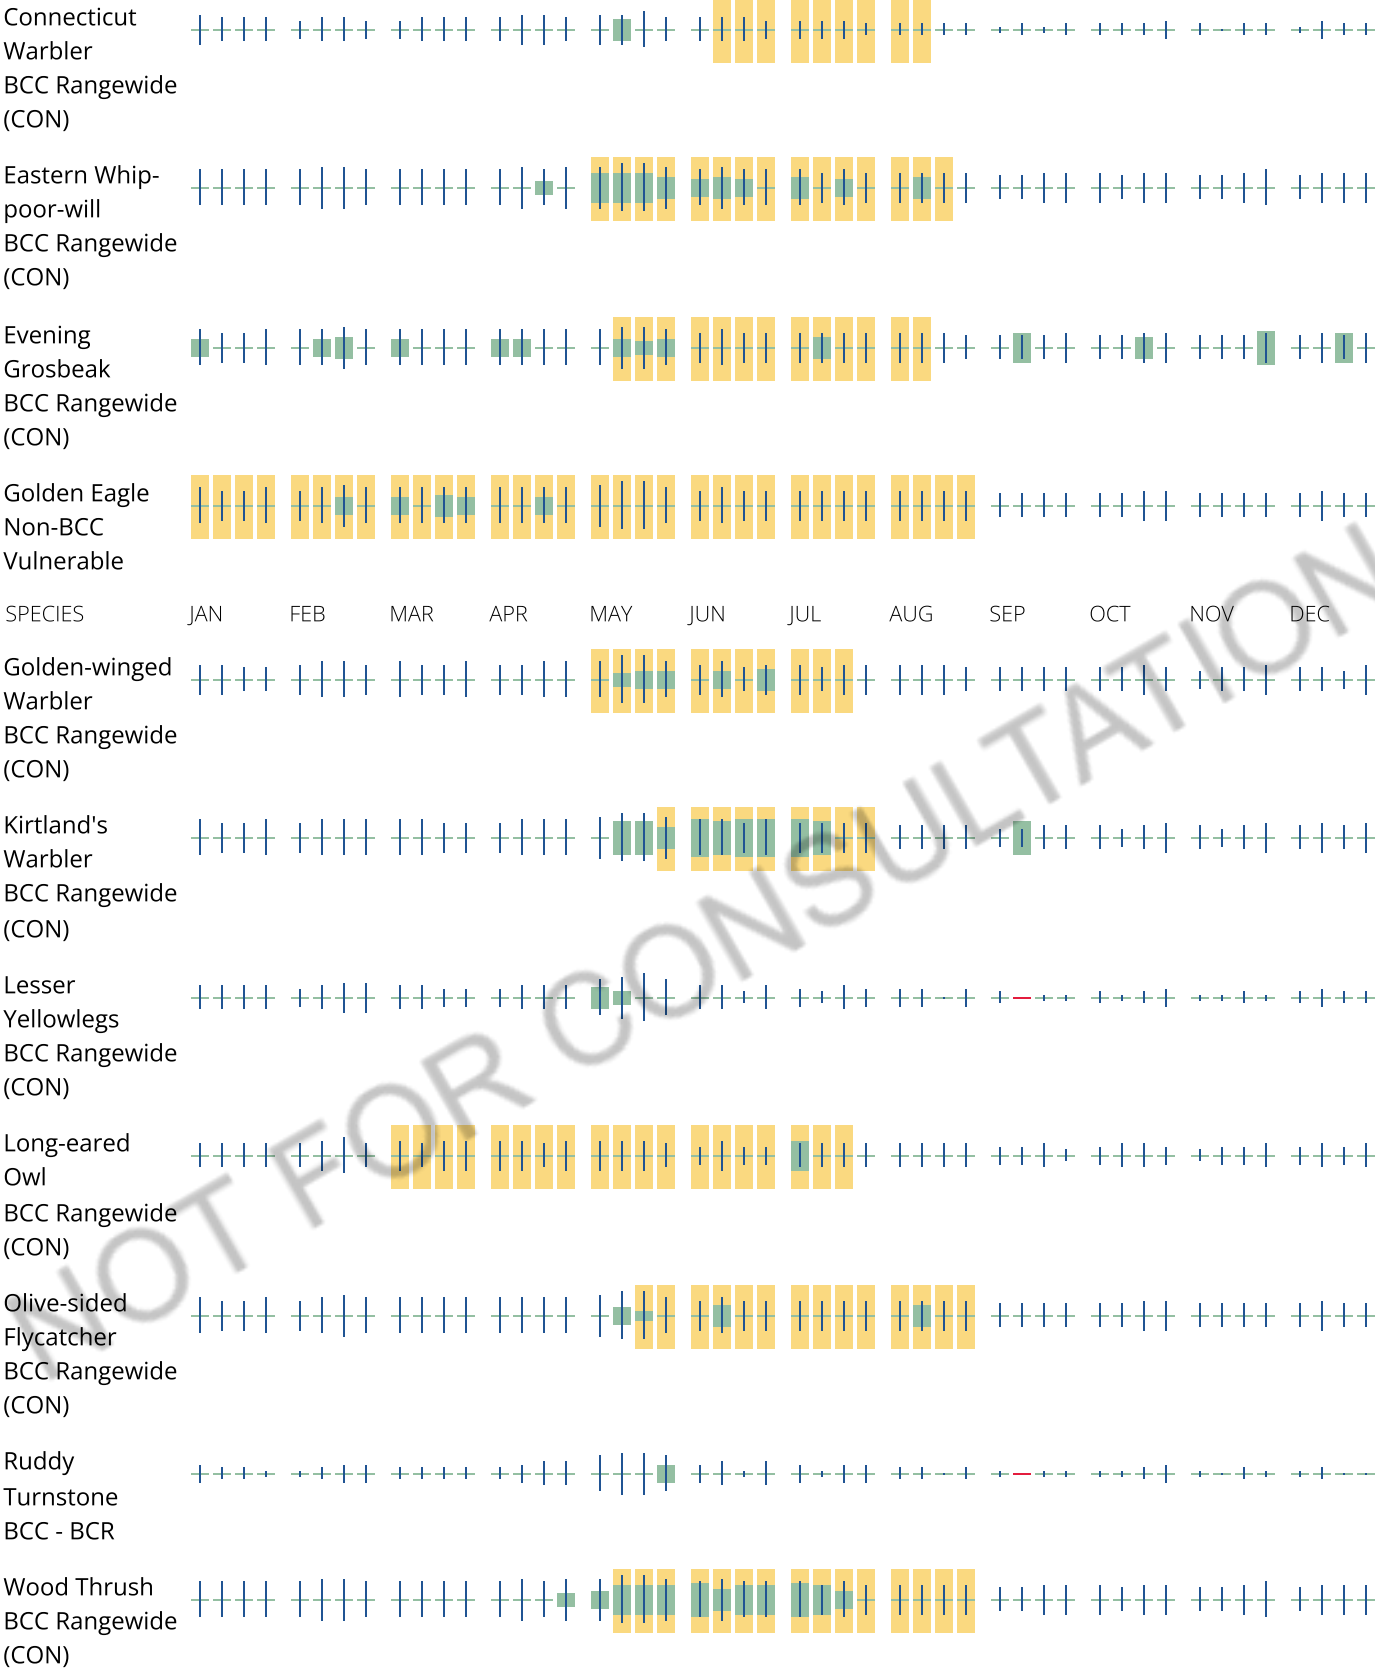 Connecticut
Warbler
BCC Rangewide
(CON)
Eastern Whip-
poor-will
BCC Rangewide
(CON)
Evening
Grosbeak
BCC Rangewide
(CON)
Golden Eagle
Non-BCC
Vulnerable
SPECIES JAN FEB MAR APR MAY JUN JUL AUG SEP OCT NOV DEC
Golden-winged
Warbler
BCC Rangewide
(CON)
Kirtland's
Warbler
BCC Rangewide
(CON)
Lesser
Yellowlegs
BCC Rangewide
(CON)
Long-eared
Owl
BCC Rangewide
(CON)
Olive-sided
Flycatcher
BCC Rangewide
(CON)
Ruddy
Turnstone
BCC - BCR
Wood Thrush
BCC Rangewide
(CON)
NOT FOR CONSULTATION